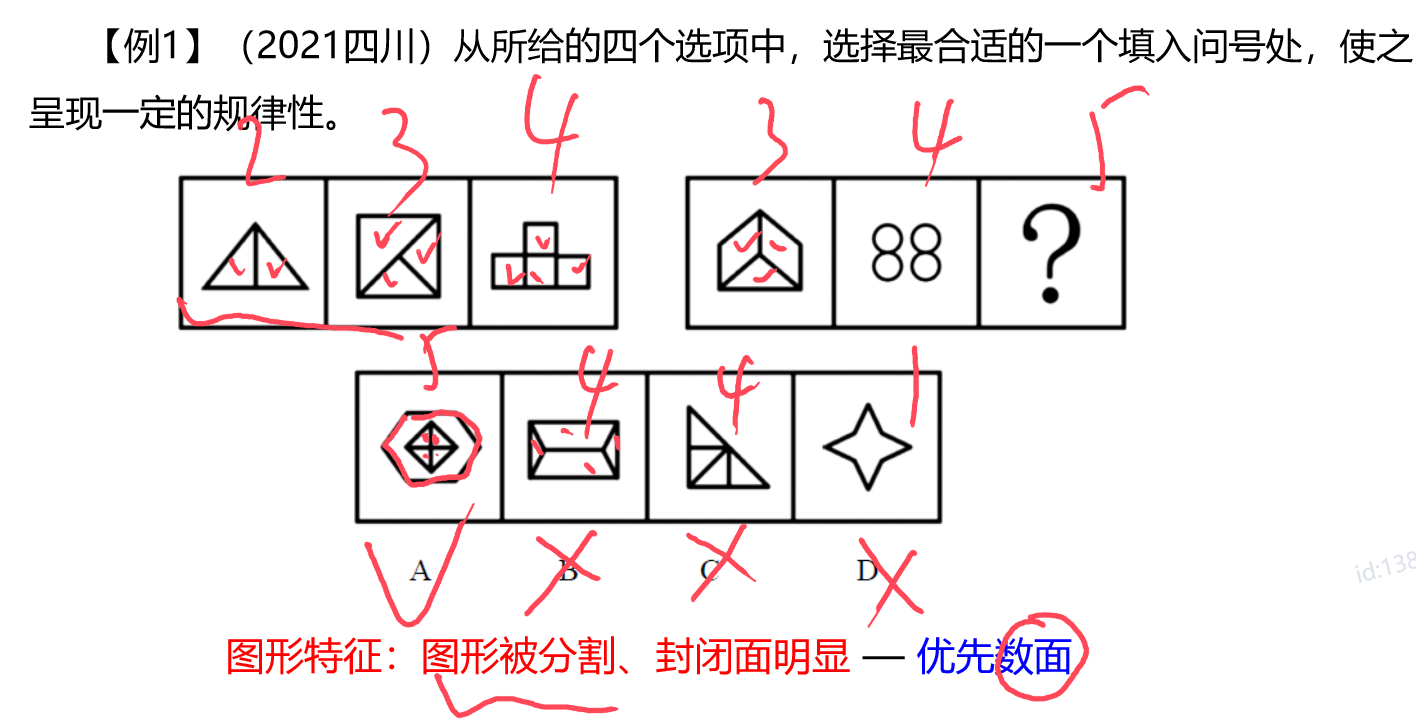 【例1】（2021四川）从所给的四个选项中，选择最合适的一个填入问号处，使之
呈现一定的规律性。
2 3 4 3 4 5
?
5 4 4 1
A B C D
id:138
图形特征：图形被分割、封闭面明显 — 优先数面